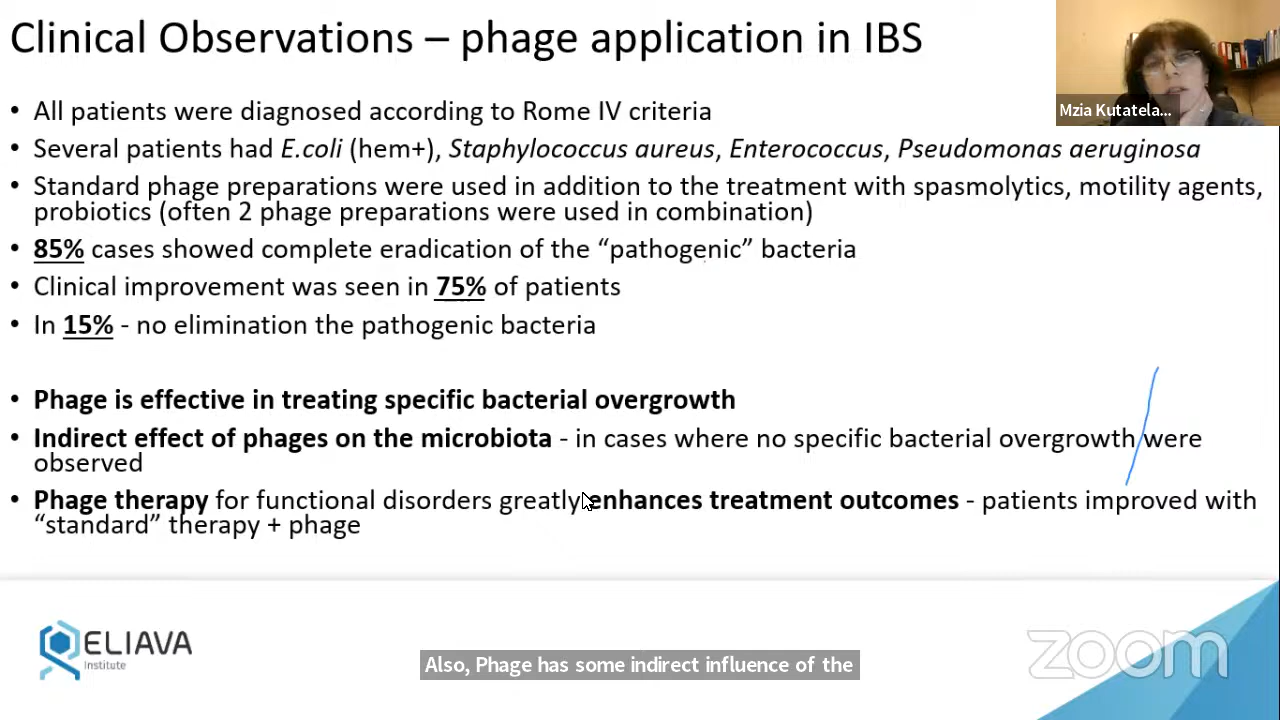 Clinical Observations – phage application in IBS
Mzia Kutatela...
• All patients were diagnosed according to Rome IV criteria
• Several patients had E.coli (hem+), Staphylococcus aureus, Enterococcus, Pseudomonas aeruginosa
• Standard phage preparations were used in addition to the treatment with spasmolytics, motility agents,
probiotics (often 2 phage preparations were used in combination)
• 85% cases showed complete eradication of the “pathogenic” bacteria
• Clinical improvement was seen in 75% of patients
• In 15% - no elimination the pathogenic bacteria
• Phage is effective in treating specific bacterial overgrowth
• Indirect effect of phages on the microbiota - in cases where no specific bacterial overgrowth were
observed
• Phage therapy for functional disorders greatly enhances treatment outcomes - patients improved with
“standard” therapy + phage
ELIAVA
Institute
Also, Phage has some indirect influence of the
zoom